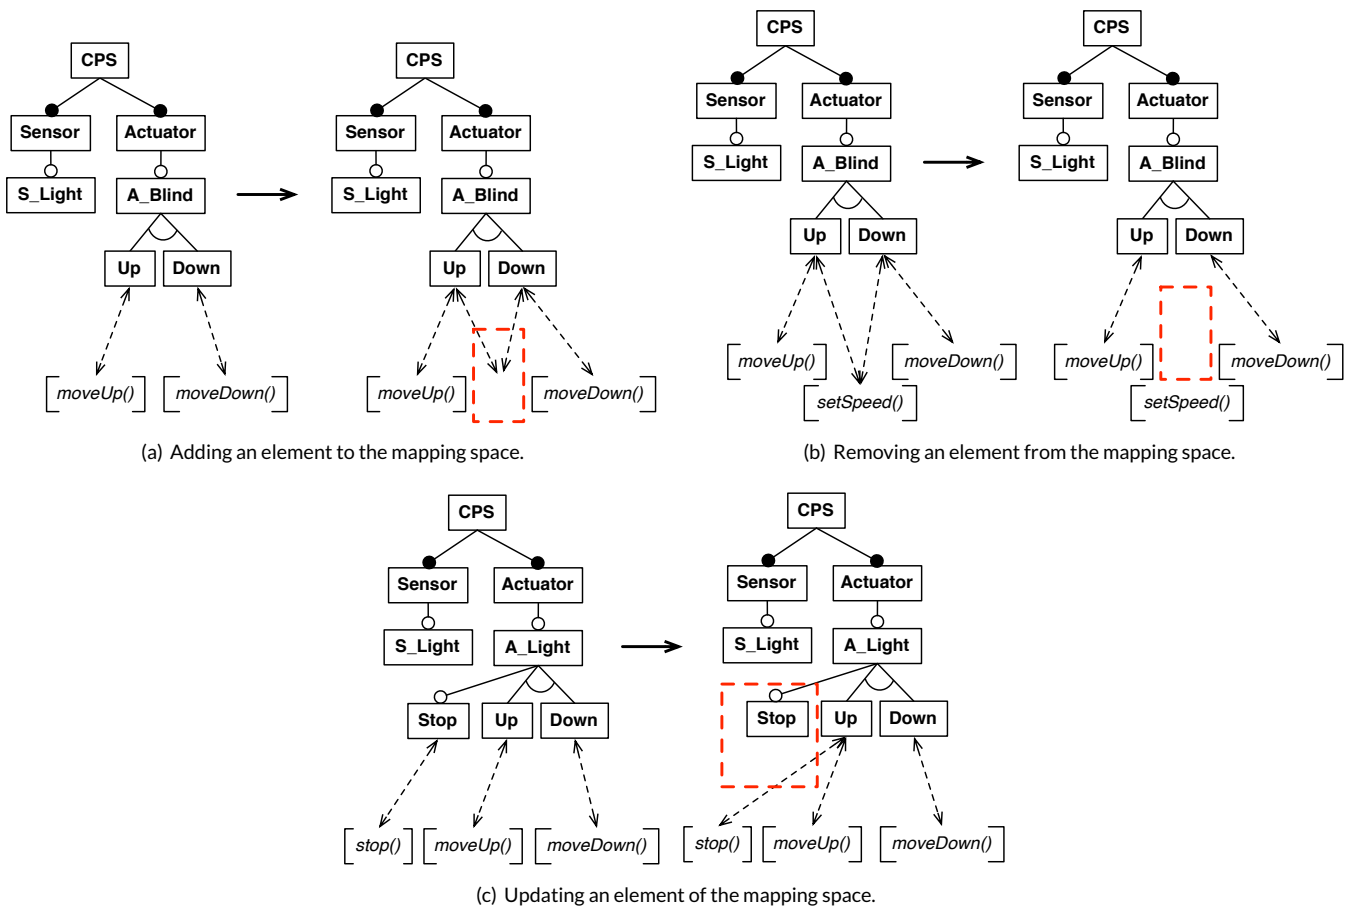 CPS
CPS
Sensor
Actuator
Sensor
Actuator
S_Light
A_Blind
S_Light
A_Blind
Up
Down
Up
Down
moveUp()
moveDown()
moveUp()
moveDown()
(a) Adding an element to the mapping space.
CPS
CPS
Sensor
Actuator
Sensor
Actuator
S_Light
A_Blind
S_Light
A_Blind
Up
Down
Up
Down
moveUp()
moveDown()
moveUp()
moveDown()
setSpeed()
setSpeed()
(b) Removing an element from the mapping space.
CPS
CPS
Sensor
Actuator
Sensor
Actuator
S_Light
A_Light
S_Light
A_Light
Stop
Up
Down
Stop
Up
Down
stop()
moveUp()
moveDown()
stop()
moveUp()
moveDown()
(c) Updating an element of the mapping space.